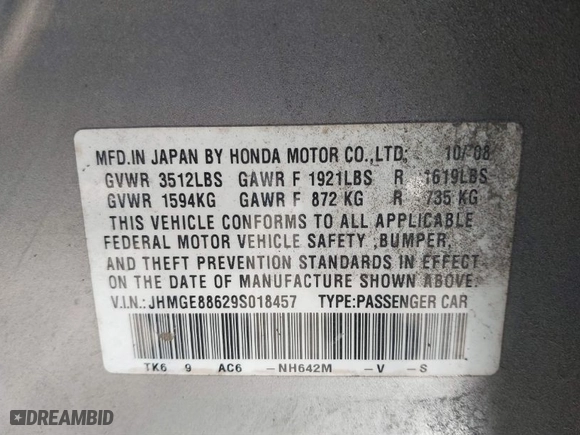 MFD.IN JAPAN BY HONDA MOTOR CO.,LTD: 10/'08
GVWR 3512LBS GAWR F 1921LBS R 1619LBS
GVWR 1594KG GAWR F 872 KG R 735 KG
THIS VEHICLE CONFORMS TO ALL APPLICABLE
FEDERAL MOTOR VEHICLE SAFETY ,BUMPER,
AND THEFT PREVENTION STANDARDS IN EFFECT
ON THE DATE OF MANUFACTURE SHOWN ABOVE.
V.I.N.: JHMGE88629S018457 TYPE:PASSENGER CAR
TK6 9 AC6 -NH642M -V -S
DREAMBID